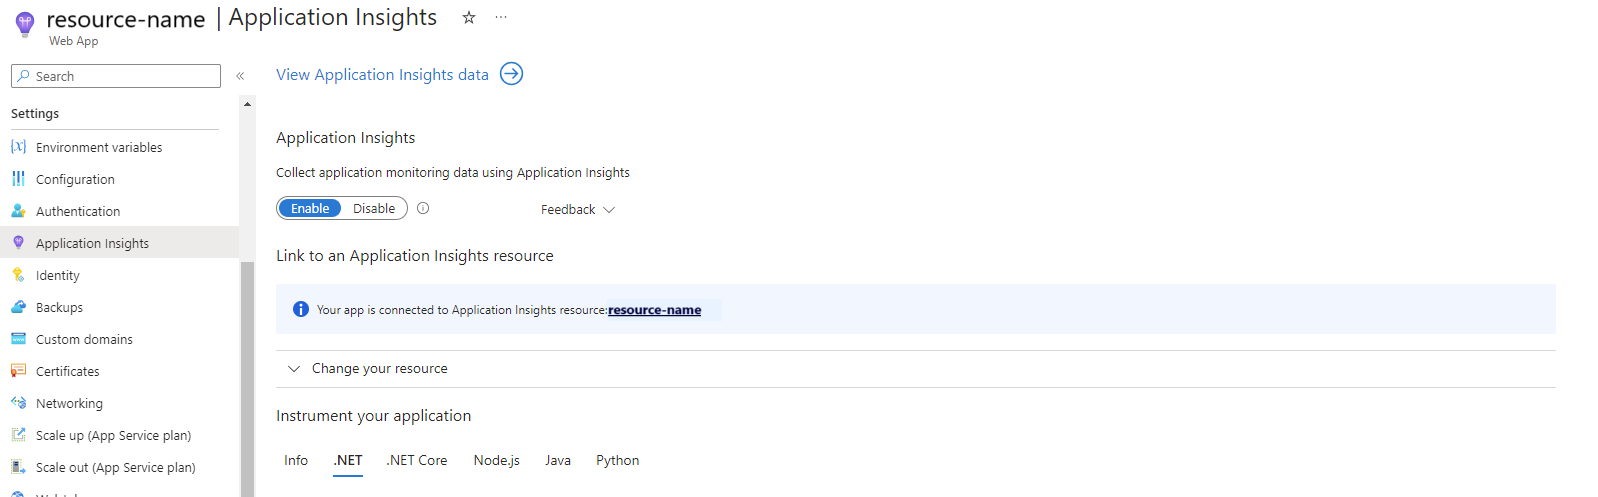 resource-name | Application Insights
Web App
Search
View Application Insights data
Settings
Environment variables
Configuration
Authentication
Application Insights
Identity
Backups
Custom domains
Certificates
Networking
Scale up (App Service plan)
Scale out (App Service plan)
Application Insights
Collect application monitoring data using Application Insights
Enable Disable
Feedback
Link to an Application Insights resource
Your app is connected to Application Insights resource:resource-name
Change your resource
Instrument your application
Info .NET .NET Core Node.js Java Python